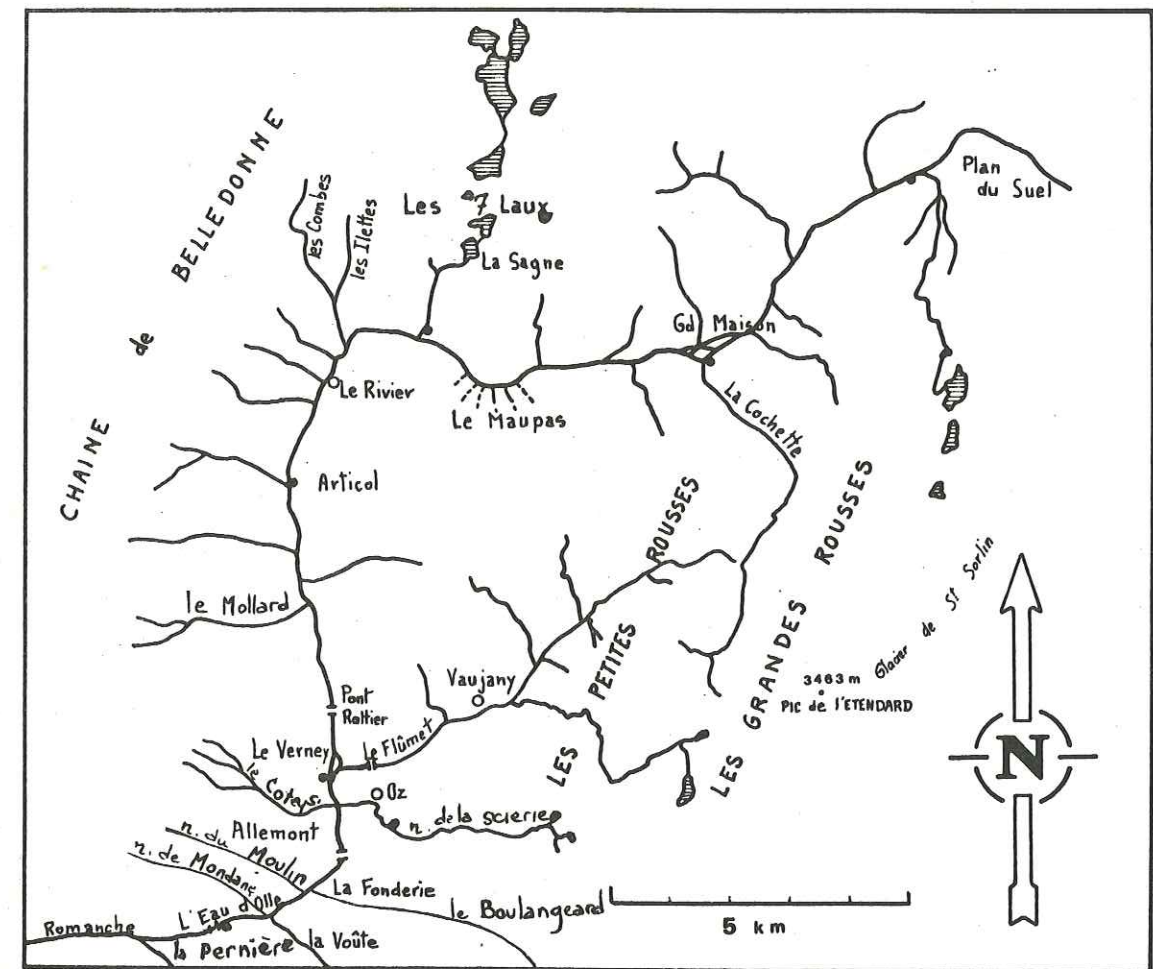 CHAINE de BELLEDONNE
les Combes
les Ilettes
Les 7 Laux
La Sagne
Plan
du Suel
Gd Maison
Le Rivier
Le Maupas
La Cochette
Articol
le Mollard
LES PETITES ROUSSES
LES GRANDES ROUSSES
Glacier de St Sorlin
3463 m
PIC de l'ETENDARD
Vaujany
Pont
Rattier
Le Verney
le Flûmet
le Coteys
Oz
r. de la scierie
Allemont
r. du Moulin
r. de Mondane
La Fonderie
le Boulangeard
L'Eau d'Olle
Romanche
la Pernière
la Voûte
5 km
N